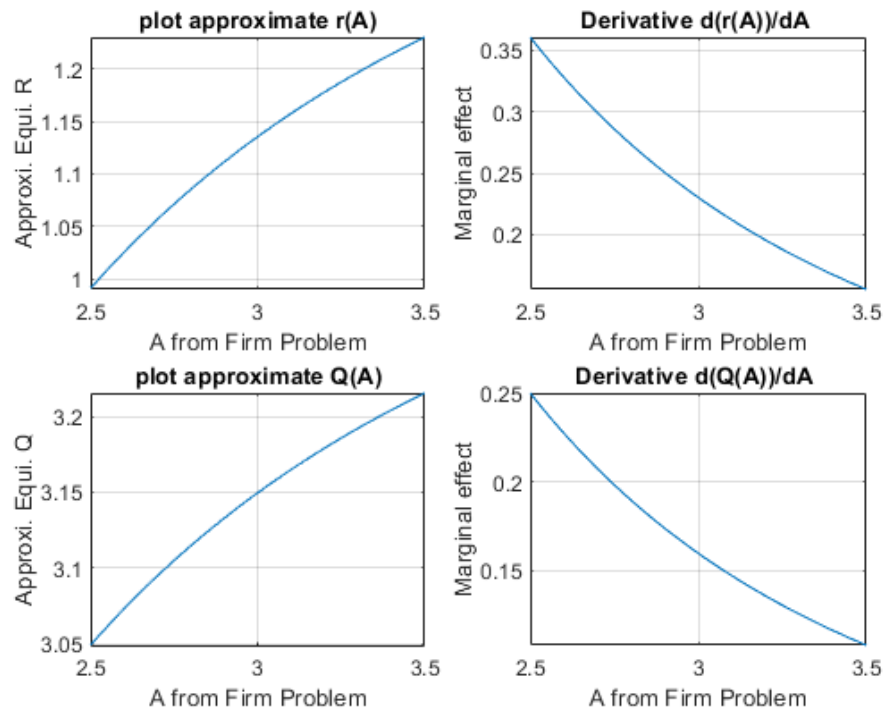 plot approximate r(A)
Approxi. Equi. R
1.2
1.15
1.1
1.05
1
2.5
3
3.5
A from Firm Problem
Derivative d(r(A))/dA
Marginal effect
0.35
0.3
0.25
0.2
2.5
3
3.5
A from Firm Problem
plot approximate Q(A)
Approxi. Equi. Q
3.2
3.15
3.1
3.05
2.5
3
3.5
A from Firm Problem
Derivative d(Q(A))/dA
Marginal effect
0.25
0.2
0.15
2.5
3
3.5
A from Firm Problem